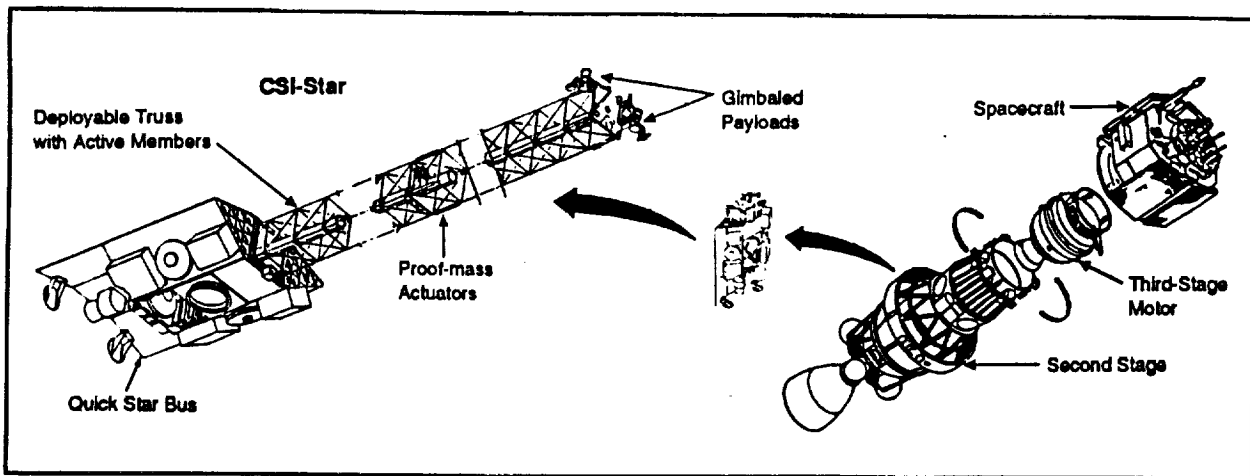 CSI-Star
Deployable Truss
with Active Members
Gimbaled
Payloads
Spacecraft
Proof-mass
Actuators
Third-Stage
Motor
Second Stage
Quick Star Bus